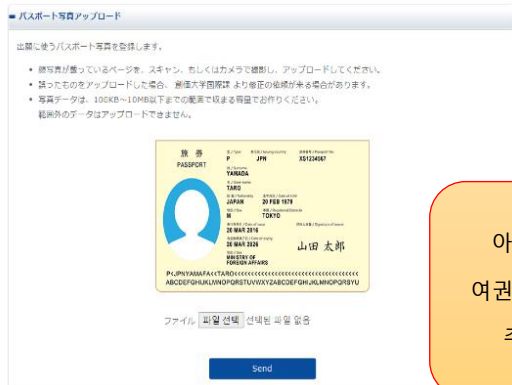 パスポート写真アップロード
出願に使うパスポート写真を登録します。
• 顔写真が載っているページを、スキャン、もしくはカメラで撮影し、アップロードしてください。
• 誤ったものをアップロードした場合、創価大学国際課 より修正の依頼が来る場合があります。
• 写真データは、100KB～10MB以下までの範囲で収まる容量でお作りください。
範囲外のデータはアップロードできません。
旅券
PASSPORT
P JPN XS1234567
YAMADA
TARO
JAPAN 20 FEB 1979
M TOKYO
20 MAR 2016
20 MAR 2026
山田 太郎
MINISTRY OF
FOREIGN AFFAIRS
ファイル 파일 선택 선택된 파일 없음
Send
여권